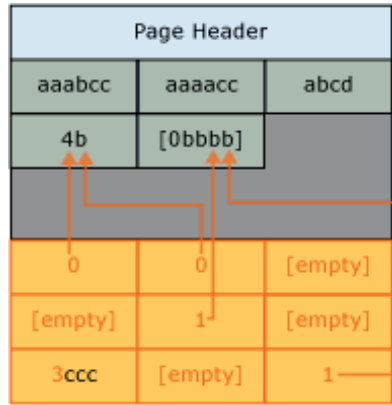 Page Header
aaabcc aaaacc abcd
4b [0bbbb]
0 0 [empty]
[empty] 1 [empty]
3ccc [empty] 1